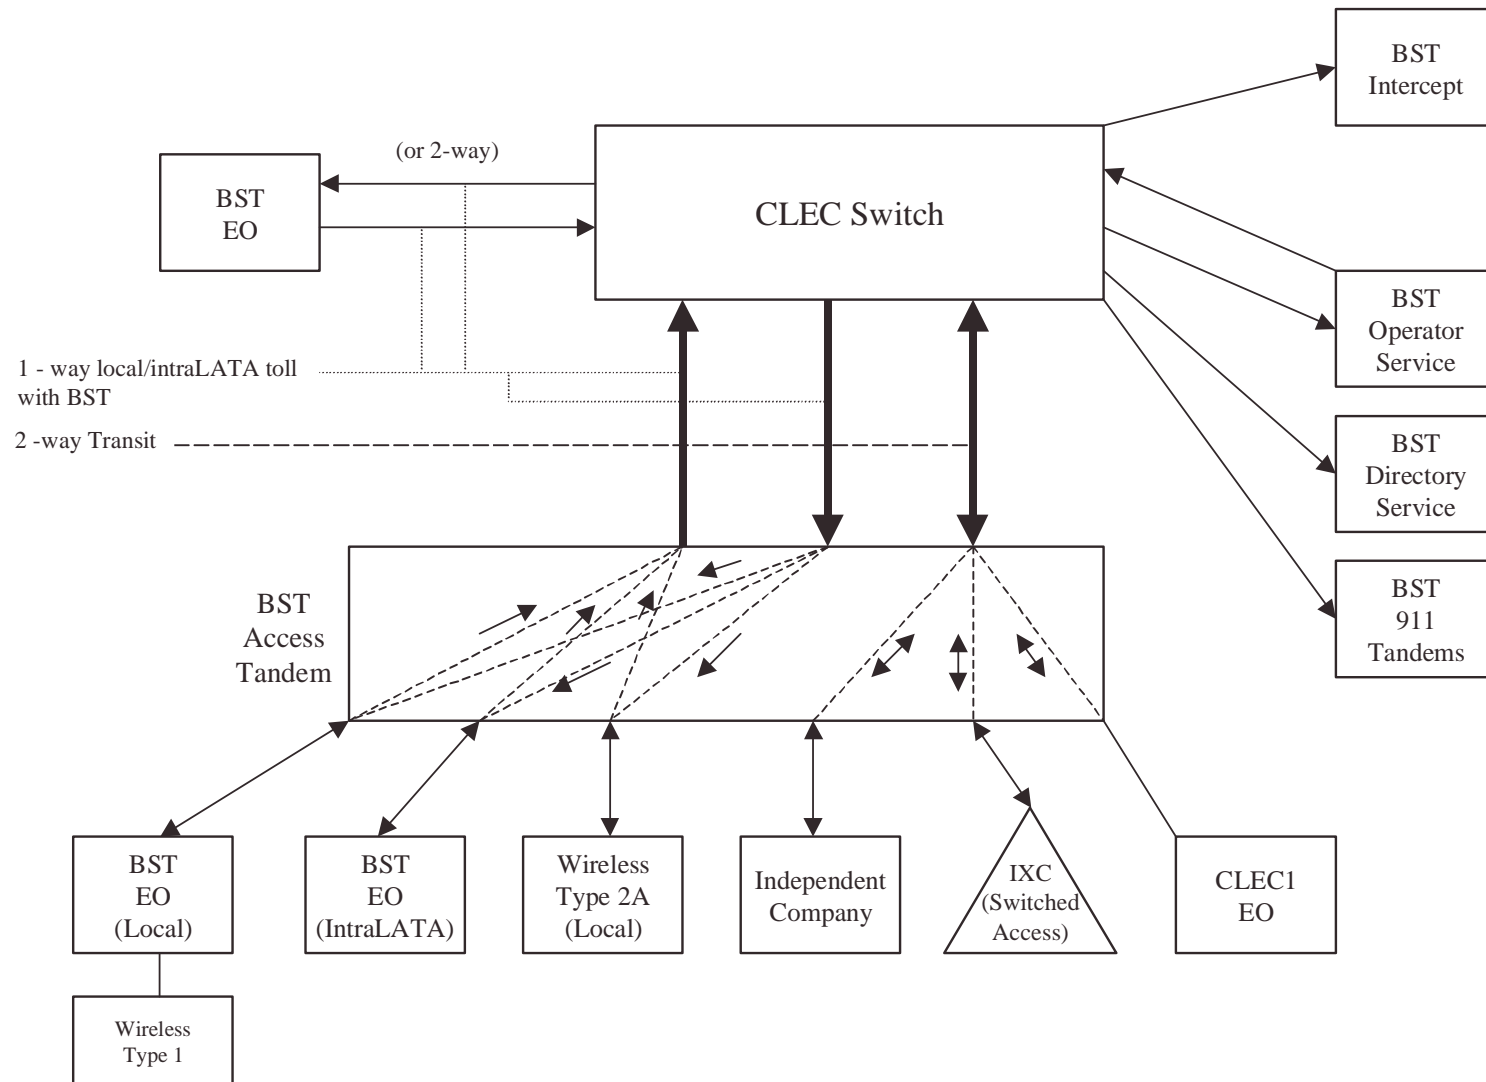 BST
Intercept
(or 2-way)
BST
EO
CLEC Switch
BST
Operator
Service
1 - way local/intraLATA toll
with BST
2 -way Transit
BST
Directory
Service
BST
Access
Tandem
BST
911
Tandems
BST
EO
(Local)
BST
EO
(IntraLATA)
Wireless
Type 2A
(Local)
Independent
Company
IXC
(Switched
Access)
CLEC1
EO
Wireless
Type 1